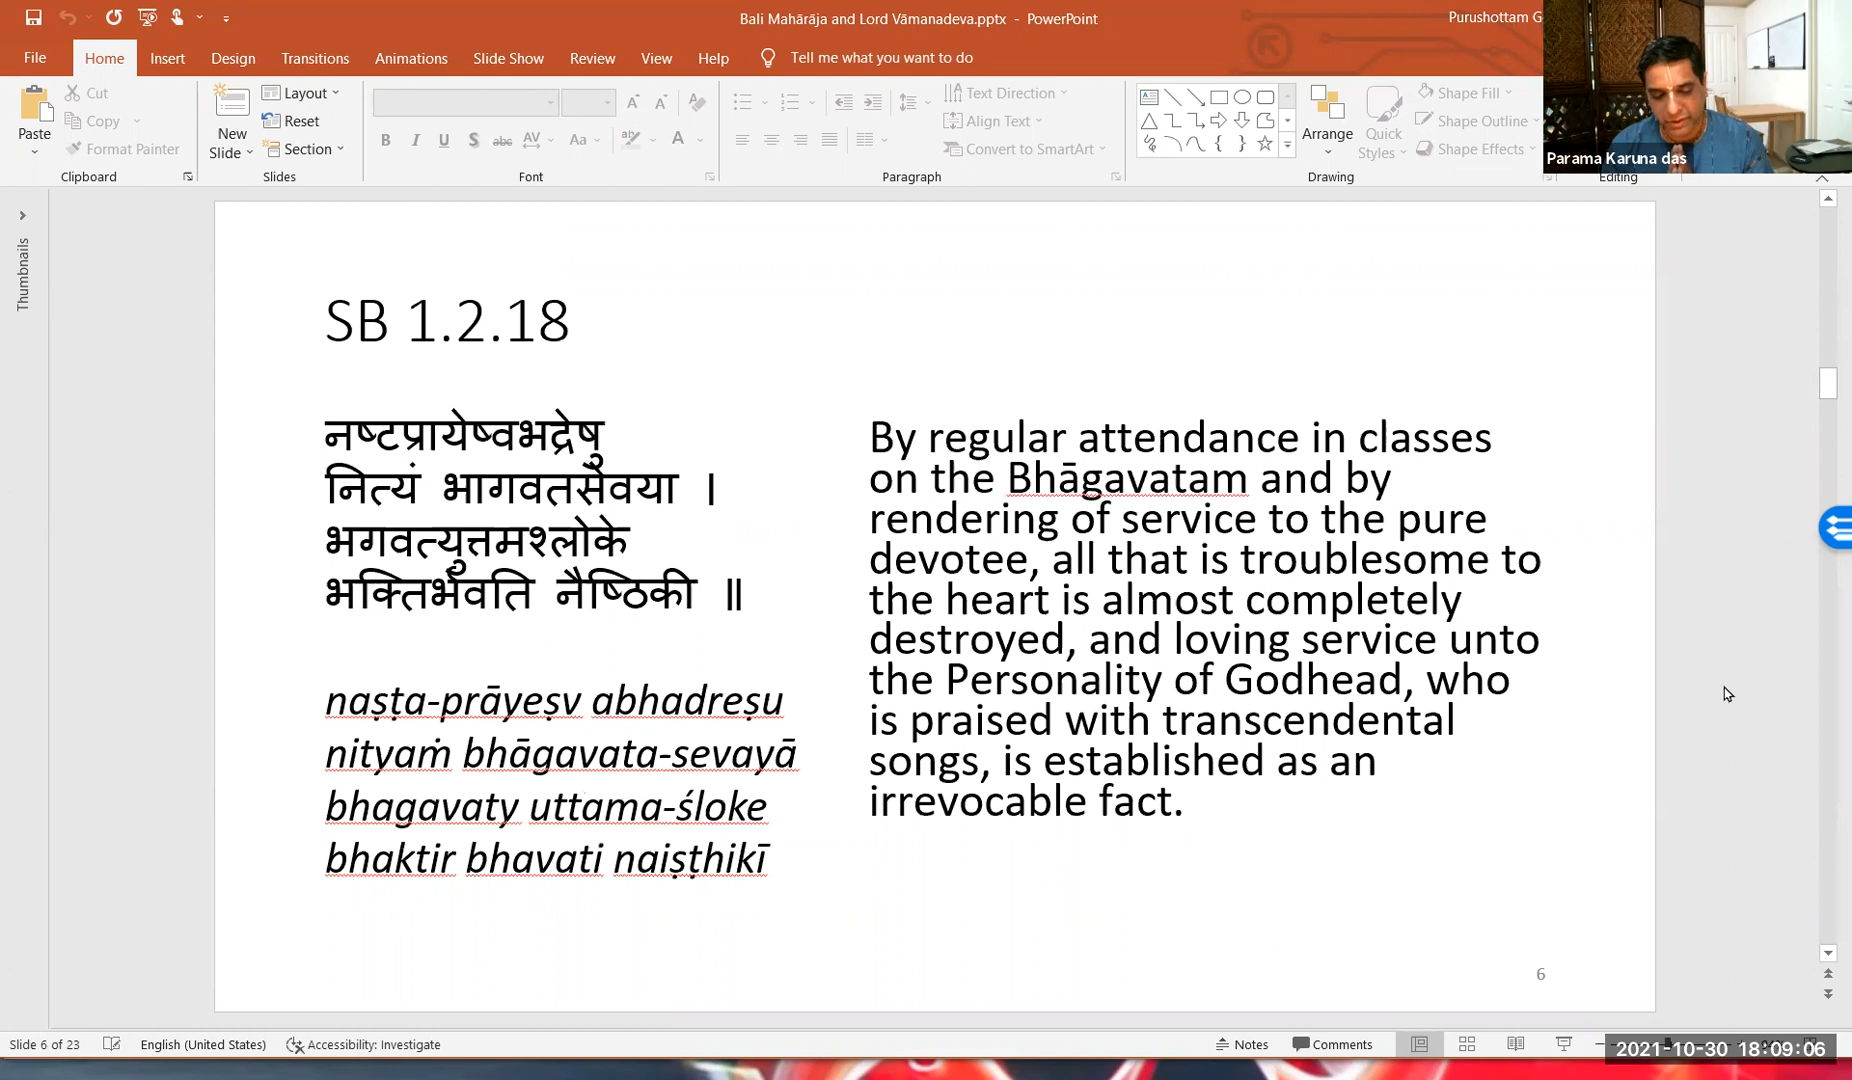 Bali Mahārāja and Lord Vāmanadeva.pptx - PowerPoint
Purushottam G
File Home Insert Design Transitions Animations Slide Show Review View Help Tell me what you want to do
Paste
Cut
Copy
Format Painter
Clipboard
New Slide
Layout
Reset
Section
Slides
Font
Text Direction
Align Text
Convert to SmartArt
Paragraph
Arrange
Quick Styles
Shape Fill
Shape Outline
Shape Effects
Drawing
Editing
Parama Karuna das
Thumbnails
SB 1.2.18
नष्टप्रायेष्वभद्रेषु
नित्यं भागवतसेवया ।
भगवत्युत्तमश्लोके
भक्तिर्भवति नैष्ठिकी ॥
naṣṭa-prāyeṣv abhadreṣu
nityaṁ bhāgavata-sevayā
bhagavaty uttama-śloke
bhaktir bhavati naiṣṭhikī
By regular attendance in classes
on the Bhāgavatam and by
rendering of service to the pure
devotee, all that is troublesome to
the heart is almost completely
destroyed, and loving service unto
the Personality of Godhead, who
is praised with transcendental
songs, is established as an
irrevocable fact.
6
Slide 6 of 23 English (United States) Accessibility: Investigate Notes Comments
2021-10-30 18:09:06